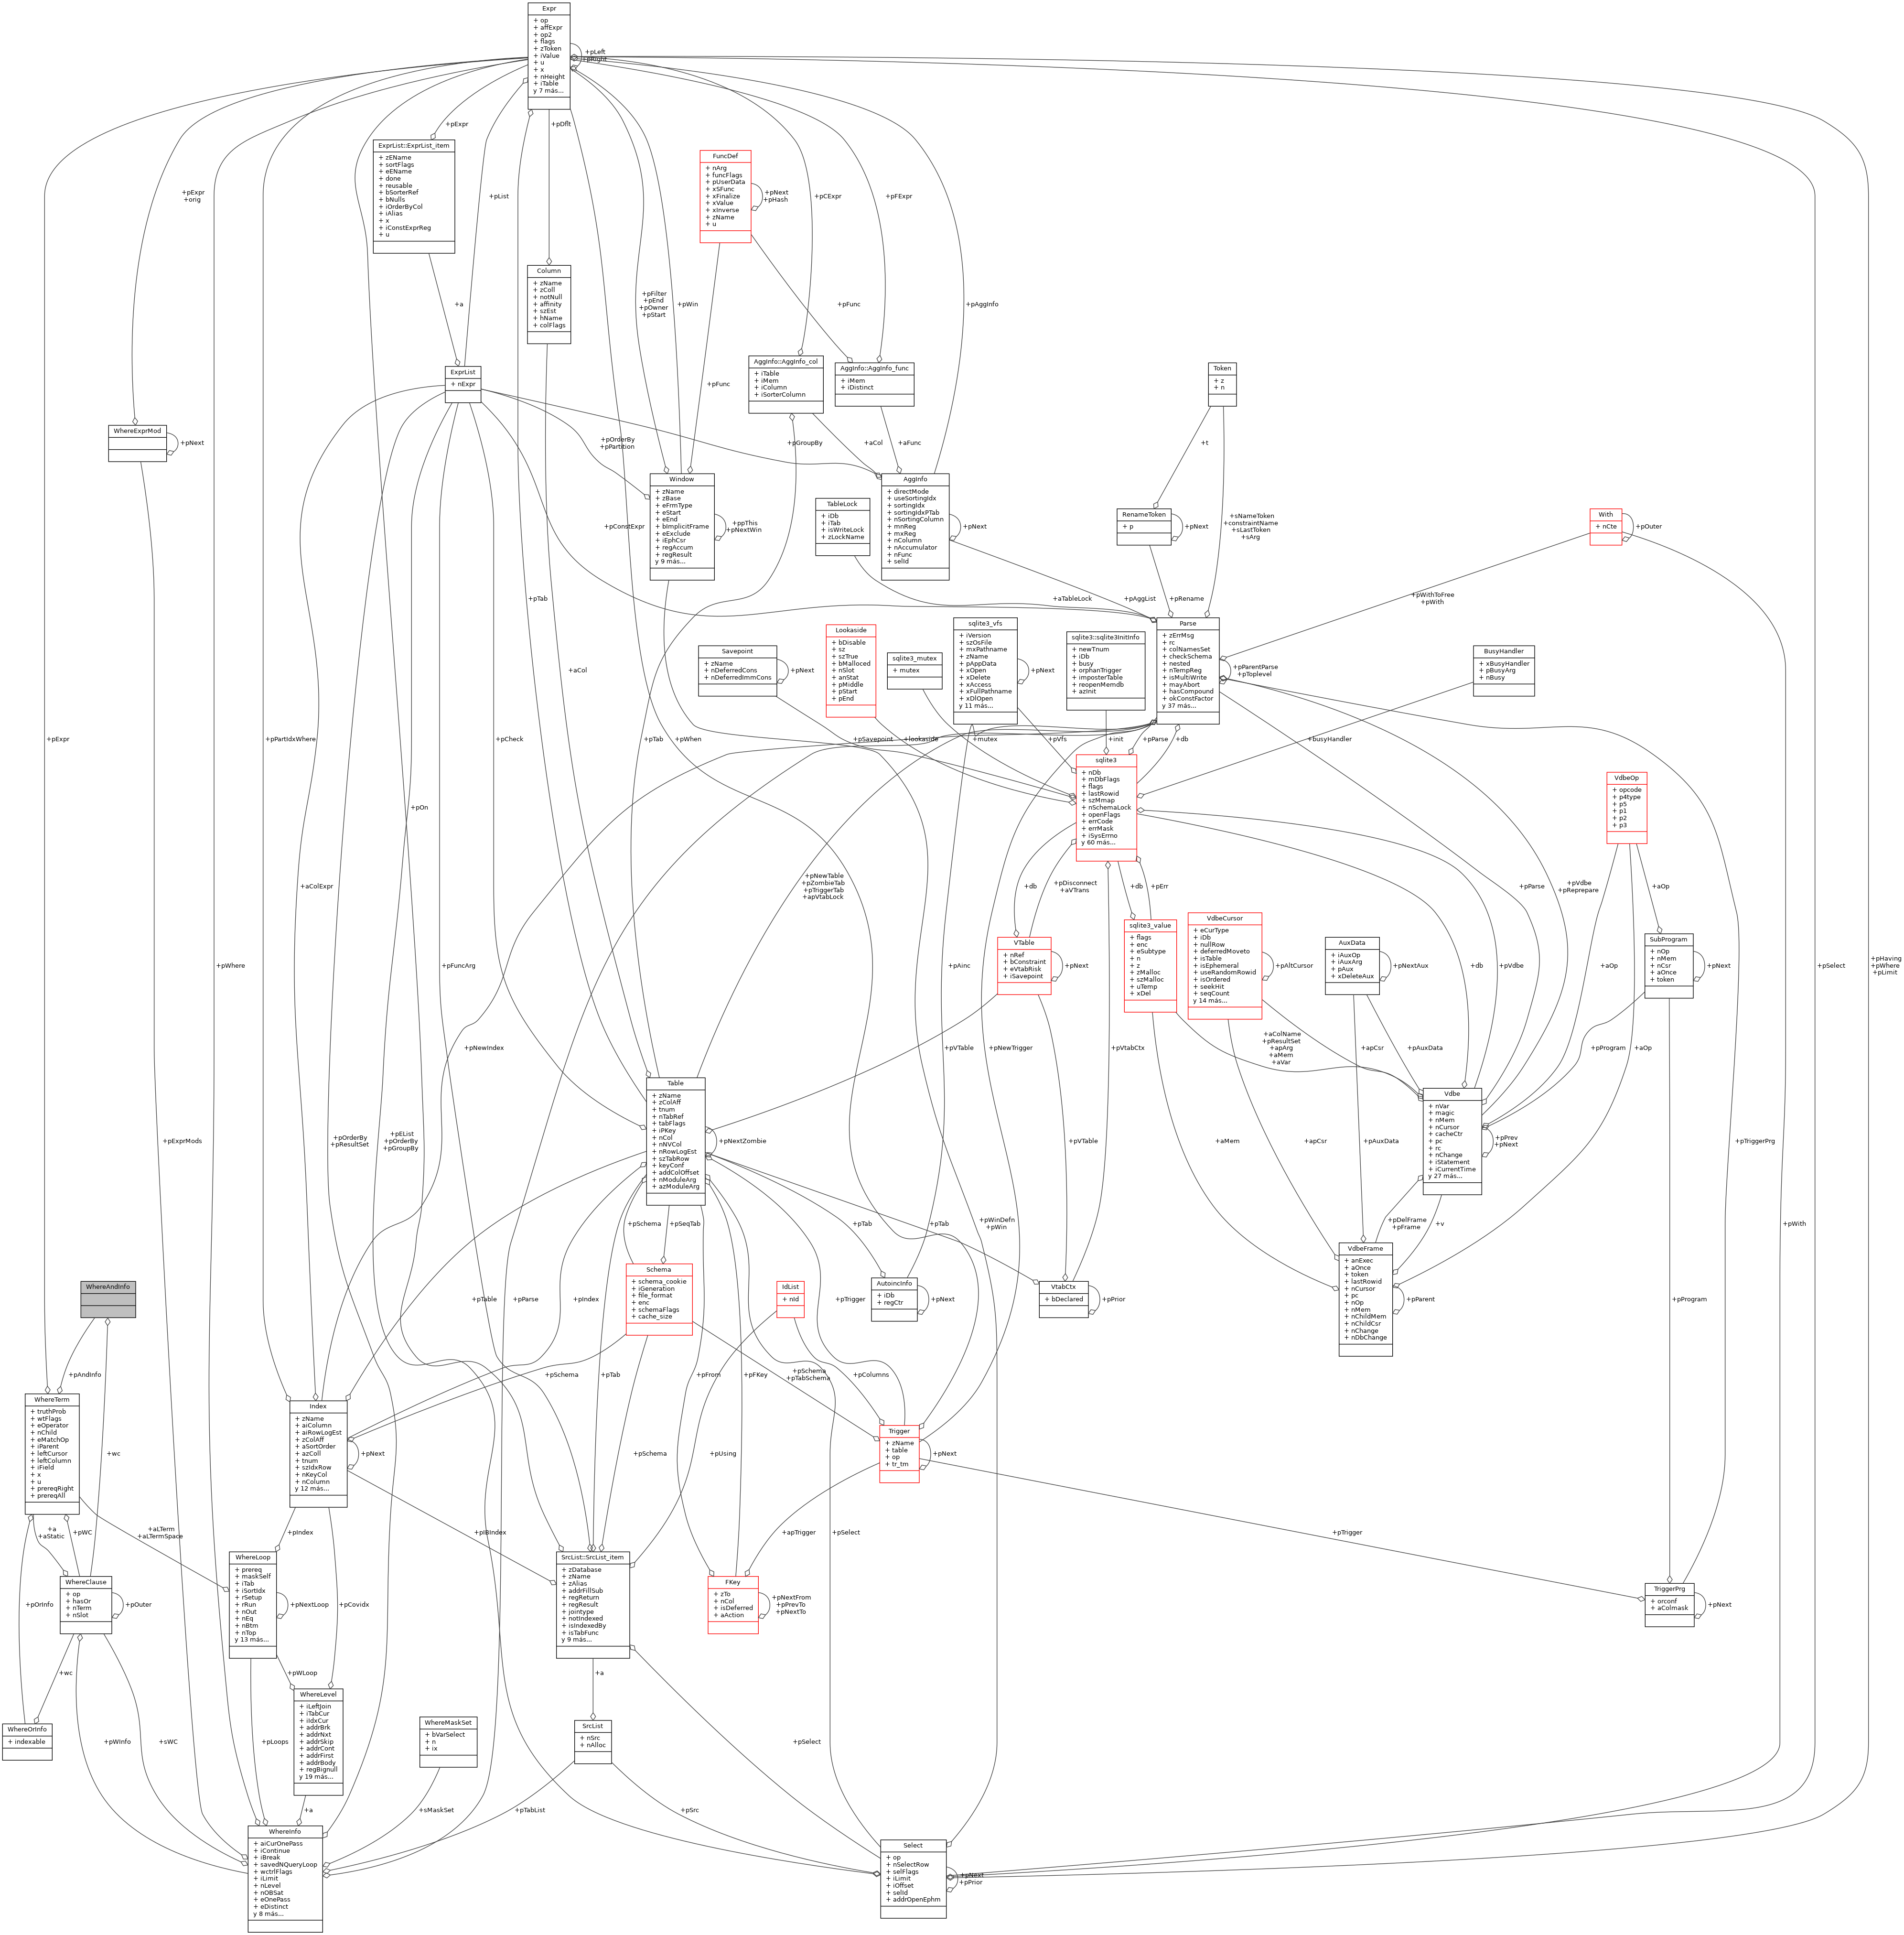 Expr
+ op
+ affExpr
+ op2
+ flags
+ zToken
+ iValue
+ u
+ x
+ nHeight
+ iTable
y 7 más...
+pLeft
+pRight
+pExpr
+pDflt
ExprList::ExprList_item
+ zEName
+ sortFlags
+ eEName
+ done
+ reusable
+ bSorterRef
+ bNulls
+ iOrderByCol
+ iAlias
+ x
+ iConstExprReg
+ u
FuncDef
+ nArg
+ funcFlags
+ pUserData
+ xSFunc
+ xFinalize
+ xValue
+ xInverse
+ zName
+ u
+pNext
+pHash
+pExpr
+orig
+pList
+pCExpr
+pFExpr
Column
+ zName
+ zColl
+ notNull
+ affinity
+ szEst
+ hName
+ colFlags
+a
+pFilter
+pEnd
+pOwner
+pStart
+pWin
+pFunc
+pAggInfo
ExprList
+ nExpr
+pFunc
AggInfo::AggInfo_col
+ iTable
+ iMem
+ iColumn
+ iSorterColumn
AggInfo::AggInfo_func
+ iMem
+ iDistinct
Token
+ z
+ n
WhereExprMod
+pNext
+pOrderBy
+pPartition
+pGroupBy
+aCol
+aFunc
+t
Window
+ zName
+ zBase
+ eFrmType
+ eStart
+ eEnd
+ bImplicitFrame
+ eExclude
+ iEphCsr
+ regAccum
+ regResult
y 9 más...
+ppThis
+pNextWin
TableLock
+ iDb
+ iTab
+ isWriteLock
+ zLockName
AggInfo
+ directMode
+ useSortingIdx
+ sortingIdx
+ sortingIdxPTab
+ nSortingColumn
+ mnReg
+ mxReg
+ nColumn
+ nAccumulator
+ nFunc
+ selId
+pNext
RenameToken
+ p
+pNext
+sNameToken
+constraintName
+sLastToken
+sArg
With
+ nCte
+pOuter
+pConstExpr
+pTab
+aTableLock
+pAggList
+pRename
+pWithToFree
+pWith
Savepoint
+ zName
+ nDeferredCons
+ nDeferredImmCons
+pNext
Lookaside
+ bDisable
+ sz
+ szTrue
+ bMalloced
+ nSlot
+ anStat
+ pMiddle
+ pStart
+ pEnd
sqlite3_mutex
+ mutex
sqlite3_vfs
+ iVersion
+ szOsFile
+ mxPathname
+ zName
+ pAppData
+ xOpen
+ xDelete
+ xAccess
+ xFullPathname
+ xDlOpen
y 11 más...
+pNext
sqlite3::sqlite3InitInfo
+ newTnum
+ iDb
+ busy
+ orphanTrigger
+ imposterTable
+ reopenMemdb
+ azInit
Parse
+ zErrMsg
+ rc
+ colNamesSet
+ checkSchema
+ nested
+ nTempReg
+ isMultiWrite
+ mayAbort
+ hasCompound
+ okConstFactor
y 37 más...
+pParentParse
+pToplevel
BusyHandler
+ xBusyHandler
+ pBusyArg
+ nBusy
+aCol
+pExpr
+pPartIdxWhere
+pCheck
+pTab
+pWhen
+pSavepoint
+lookaside
+mutex
+pVfs
+init
+pParse
+db
+busyHandler
+pOn
sqlite3
+ nDb
+ mDbFlags
+ flags
+ lastRowid
+ szMmap
+ nSchemaLock
+ openFlags
+ errCode
+ errMask
+ iSysErrno
y 60 más...
VdbeOp
+ opcode
+ p4type
+ p5
+ p1
+ p2
+ p3
+aColExpr
+pNewTable
+pZombieTab
+pTriggerTab
+apVtabLock
+db
+pDisconnect
+aVTrans
+db
+pErr
+pParse
+pVdbe
+pReprepare
+aOp
VTable
+ nRef
+ bConstraint
+ eVtabRisk
+ iSavepoint
+pNext
sqlite3_value
+ flags
+ enc
+ eSubtype
+ n
+ z
+ zMalloc
+ szMalloc
+ uTemp
+ xDel
VdbeCursor
+ eCurType
+ iDb
+ nullRow
+ deferredMoveto
+ isTable
+ isEphemeral
+ useRandomRowid
+ isOrdered
+ seekHit
+ seqCount
y 14 más...
+pAltCursor
AuxData
+ iAuxOp
+ iAuxArg
+ pAux
+ xDeleteAux
+pNextAux
SubProgram
+ nOp
+ nMem
+ nCsr
+ aOnce
+ token
+pNext
+pWhere
+pFuncArg
+pAinc
+db
+pVdbe
+aOp
+pSelect
+pHaving
+pWhere
+pLimit
+pNewIndex
+pVTable
+pNewTrigger
+pVtabCtx
+aColName
+pResultSet
+apArg
+aMem
+aVar
+apCsr
+pAuxData
+pProgram
+aOp
Table
+ zName
+ zColAff
+ tnum
+ nTabRef
+ tabFlags
+ iPKey
+ nCol
+ nNVCol
+ nRowLogEst
+ szTabRow
+ keyConf
+ addColOffset
+ nModuleArg
+ azModuleArg
+pNextZombie
Vdbe
+ nVar
+ magic
+ nMem
+ nCursor
+ cacheCtr
+ pc
+ rc
+ nChange
+ iStatement
+ iCurrentTime
y 27 más...
+pPrev
+pNext
+pExprMods
+pOrderBy
+pResultSet
+pEList
+pOrderBy
+pGroupBy
+pVTable
+aMem
+apCsr
+pAuxData
+pTriggerPrg
+pSchema
+pSeqTab
+pTrigger
+pTab
+pTab
+pWinDefn
+pWin
+pDelFrame
+pFrame
+v
+pWith
WhereAndInfo
Schema
+ schema_cookie
+ iGeneration
+ file_format
+ enc
+ schemaFlags
+ cache_size
IdList
+ nId
AutoincInfo
+ iDb
+ regCtr
+pNext
VtabCtx
+ bDeclared
+pPrior
VdbeFrame
+ anExec
+ aOnce
+ token
+ lastRowid
+ nCursor
+ pc
+ nOp
+ nMem
+ nChildMem
+ nChildCsr
+ nChange
+ nDbChange
+pParent
+pTable
+pParse
+pIndex
+pProgram
+pAndInfo
+pSchema
+pTab
+pFrom
+pFKey
+pSchema
+pTabSchema
+pColumns
WhereTerm
+ truthProb
+ wtFlags
+ eOperator
+ nChild
+ eMatchOp
+ iParent
+ leftCursor
+ leftColumn
+ iField
+ x
+ u
+ prereqRight
+ prereqAll
+wc
Index
+ zName
+ aiColumn
+ aiRowLogEst
+ zColAff
+ aSortOrder
+ azColl
+ tnum
+ szIdxRow
+ nKeyCol
+ nColumn
y 12 más...
+pNext
+pSchema
+pUsing
Trigger
+ zName
+ table
+ op
+ tr_tm
+pNext
+a
+aStatic
+pWC
+aLTerm
+aLTermSpace
+pIndex
+pIBIndex
+apTrigger
+pSelect
+pTrigger
WhereClause
+ op
+ hasOr
+ nTerm
+ nSlot
+pOuter
WhereLoop
+ prereq
+ maskSelf
+ iTab
+ iSortIdx
+ rSetup
+ rRun
+ nOut
+ nEq
+ nBtm
+ nTop
y 13 más...
+pNextLoop
+pCovidx
SrcList::SrcList_item
+ zDatabase
+ zName
+ zAlias
+ addrFillSub
+ regReturn
+ regResult
+ jointype
+ notIndexed
+ isIndexedBy
+ isTabFunc
y 9 más...
FKey
+ zTo
+ nCol
+ isDeferred
+ aAction
+pNextFrom
+pPrevTo
+pNextTo
TriggerPrg
+ orconf
+ aColmask
+pNext
+pOrInfo
+wc
+pWLoop
+a
WhereOrInfo
+ indexable
+pWInfo
+sWC
+pLoops
WhereLevel
+ iLeftJoin
+ iTabCur
+ iIdxCur
+ addrBrk
+ addrNxt
+ addrSkip
+ addrCont
+ addrFirst
+ addrBody
+ regBignull
y 19 más...
WhereMaskSet
+ bVarSelect
+ n
+ ix
SrcList
+ nSrc
+ nAlloc
+pSelect
+a
+sMaskSet
+pTabList
+pSrc
WhereInfo
+ aiCurOnePass
+ iContinue
+ iBreak
+ savedNQueryLoop
+ wctrlFlags
+ iLimit
+ nLevel
+ nOBSat
+ eOnePass
+ eDistinct
y 8 más...
Select
+ op
+ nSelectRow
+ selFlags
+ iLimit
+ iOffset
+ selId
+ addrOpenEphm
+pNext
+pPrior